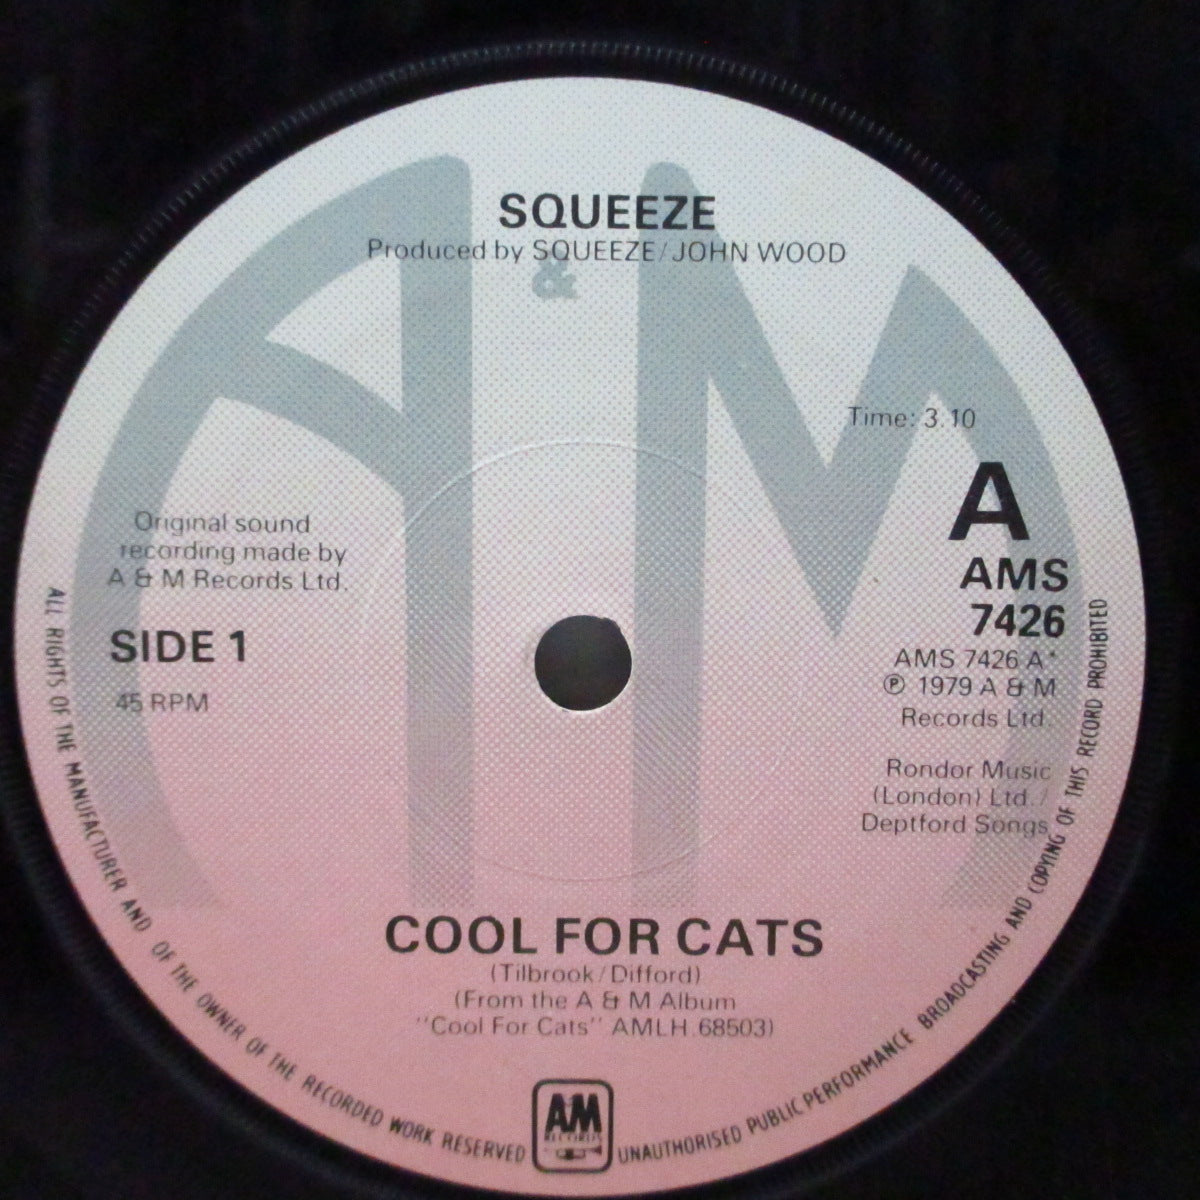 SQUEEZE
Produced by SQUEEZE/JOHN WOOD
A & M
Time: 3.10
A
AMS
7426
AMS 7426 A*
℗ 1979 A & M
Records Ltd.
Rondor Music
(London) Ltd./
Deptford Songs
Original sound
recording made by
A & M Records Ltd.
SIDE 1
45 RPM
COOL FOR CATS
(Tilbrook/Difford)
(From the A & M Album
"Cool For Cats" AMLH 68503)
ALL RIGHTS OF THE MANUFACTURER AND OF THE OWNER OF THE RECORDED WORK RESERVED
AM
RECORDS
UNAUTHORISED PUBLIC PERFORMANCE BROADCASTING AND COPYING OF THIS RECORD PROHIBITED